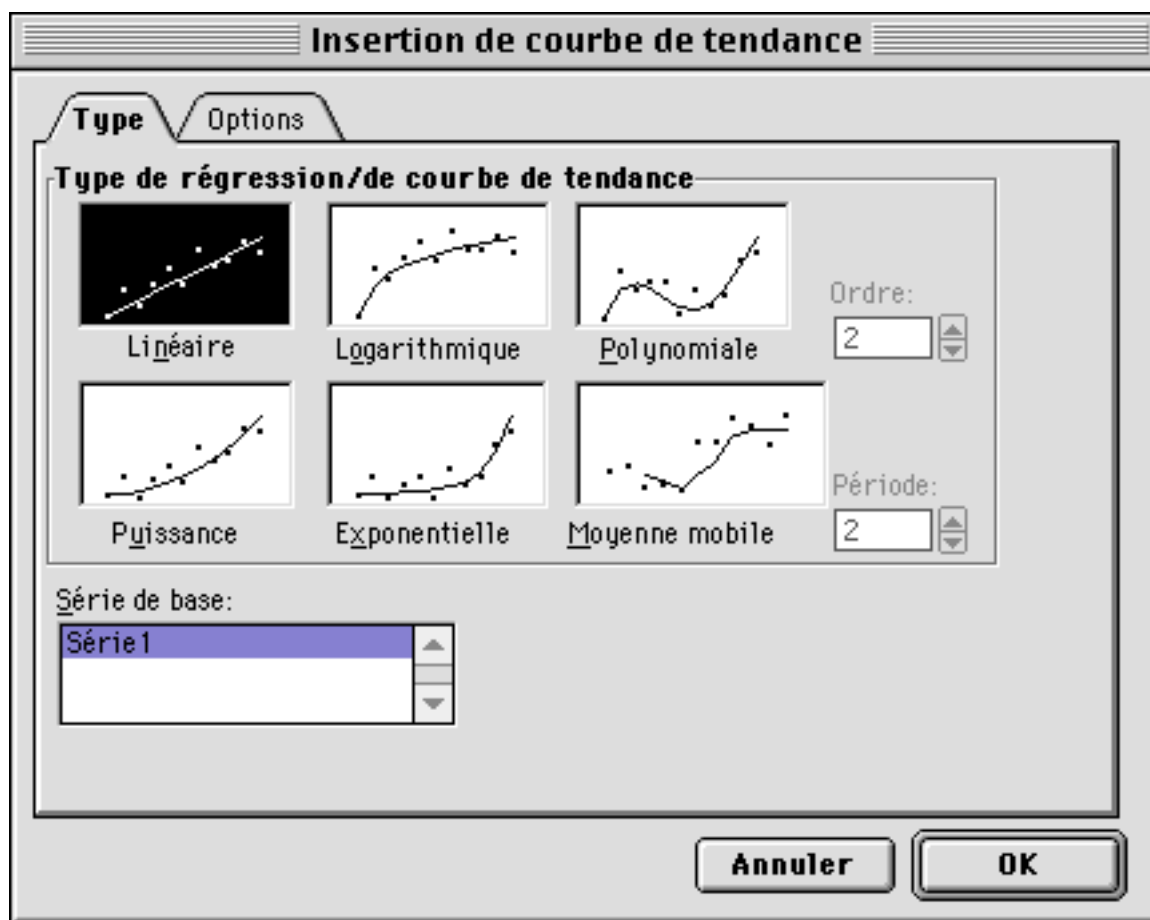 Insertion de courbe de tendance
Type Options
Type de régression/de courbe de tendance
Linéaire Logarithmique Polynomiale
Ordre:
2
Puissance Exponentielle Moyenne mobile
Période:
2
Série de base:
Série1
Annuler OK